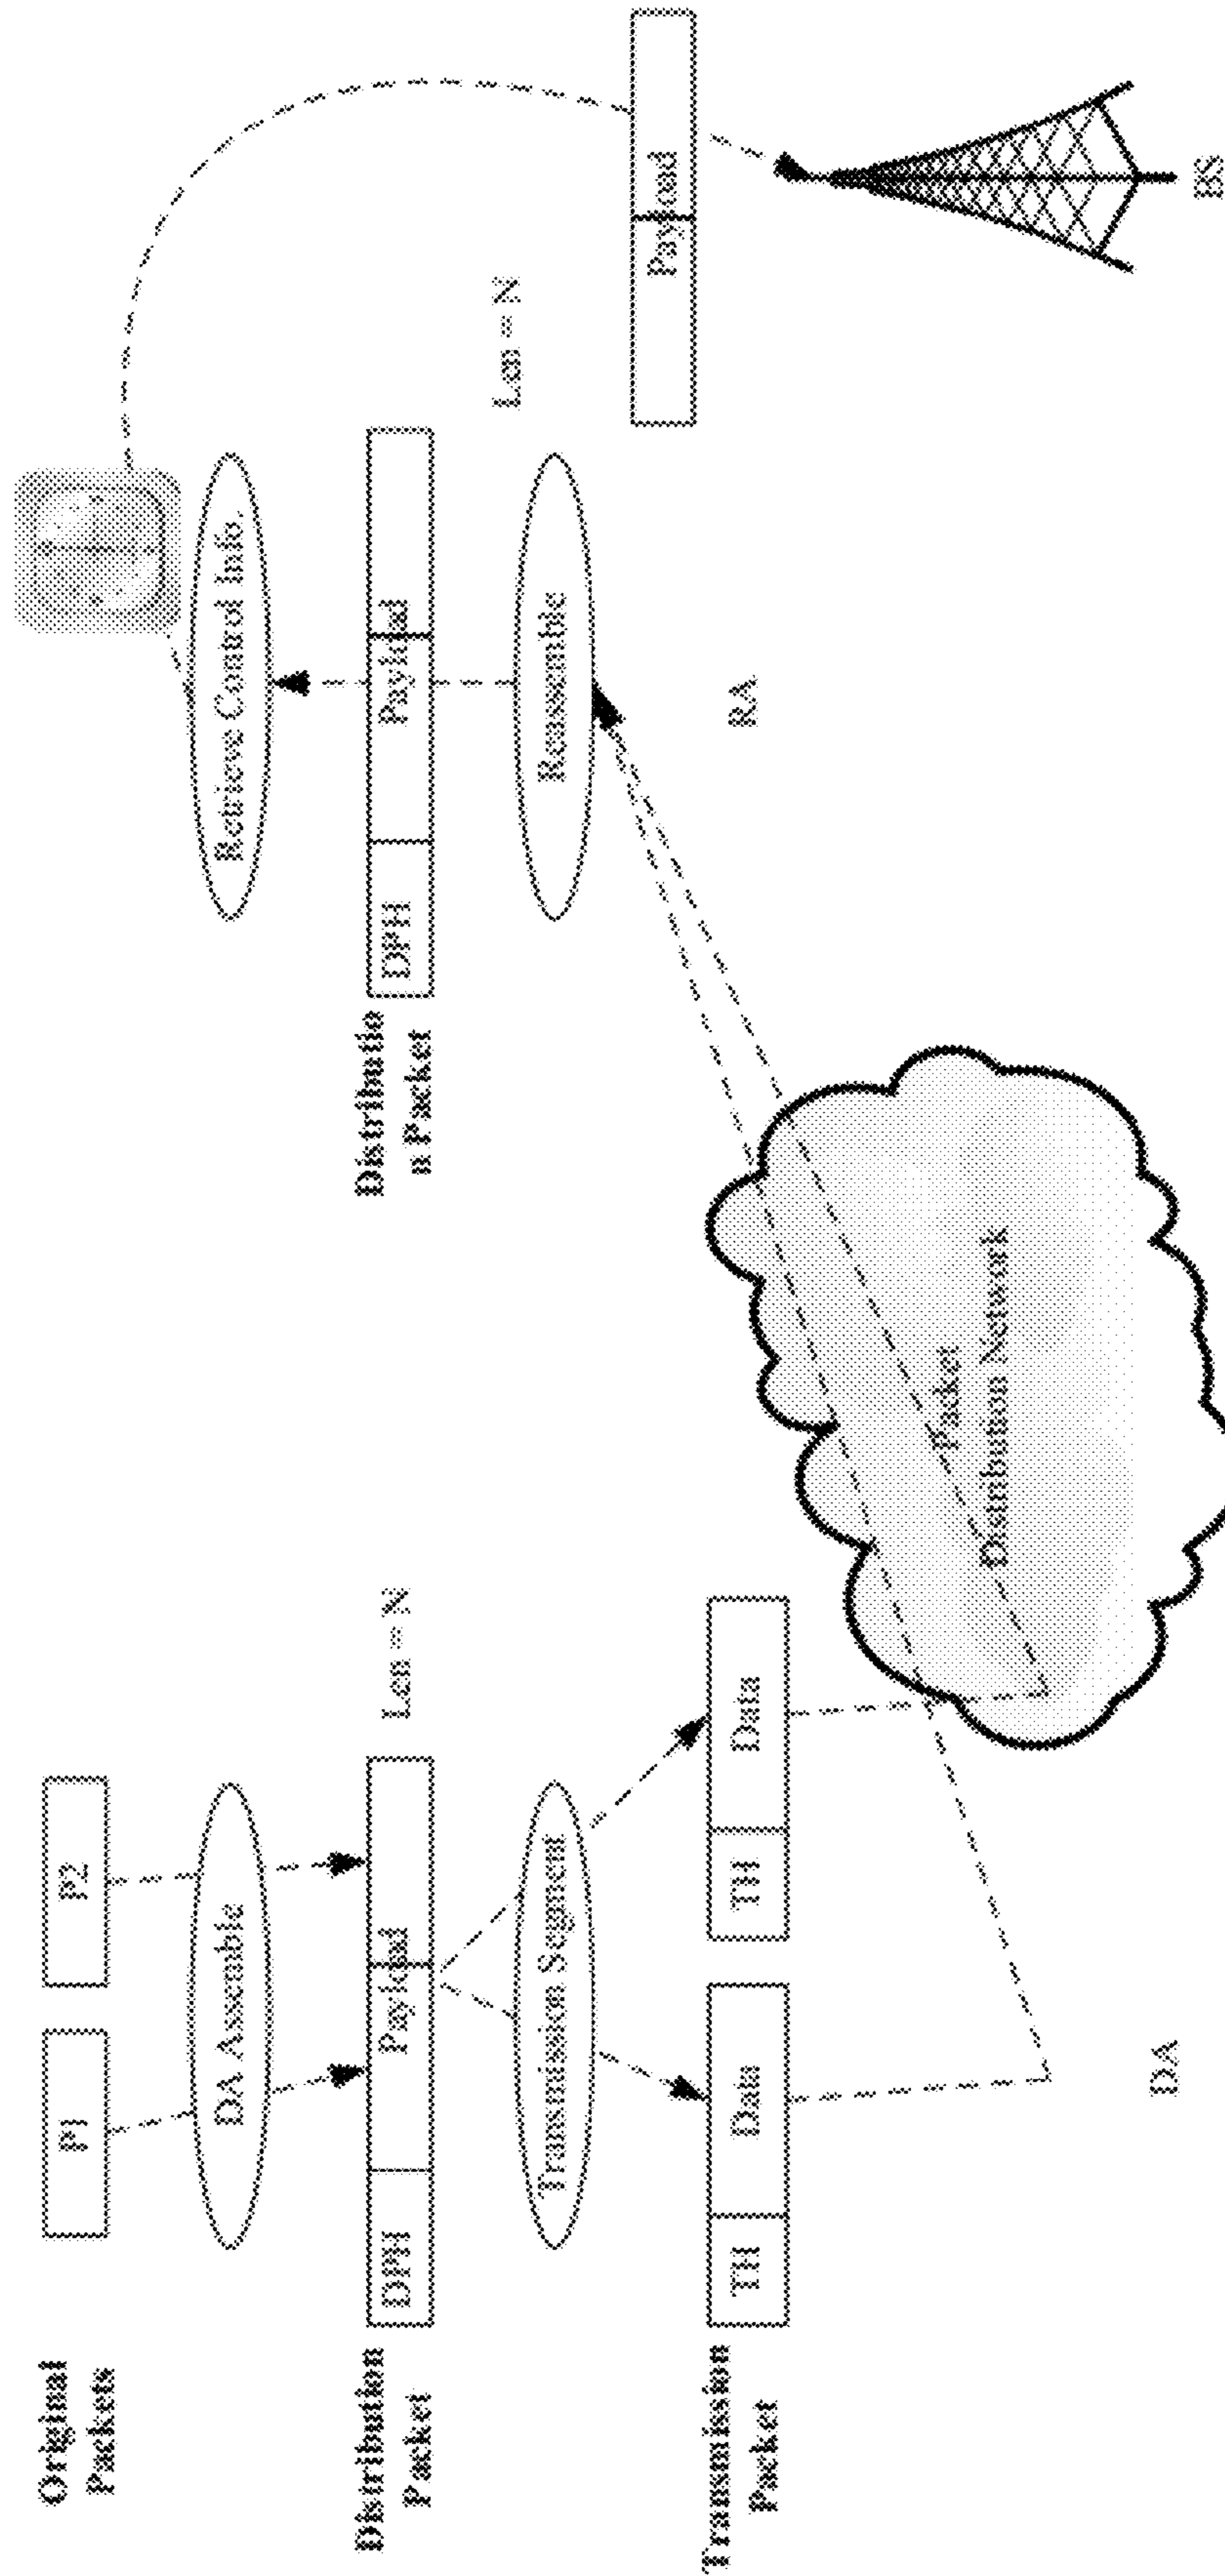 Original
Packets
P1
P2
DA Assemble
Distribution
Packet
DPH
Payload
Len = N
Transmission Segment
Transmission
Packet
TH
Data
TH
Data
DA
Packet
Distribution Network
Retrieve Control Info.
Distributio
n Packet
DPH
Payload
Len = N
Reassemble
RA
Payload
BS